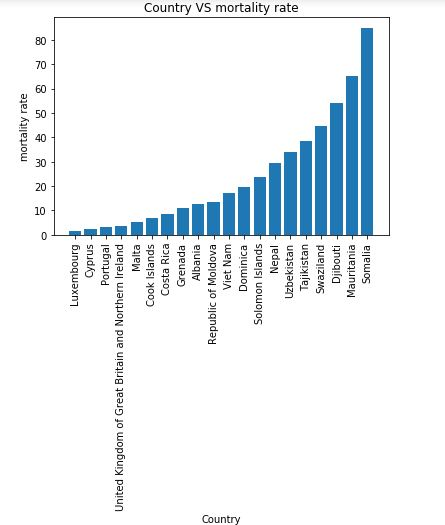 Country VS mortality rate
mortality rate
80
70
60
50
40
30
20
10
0
Luxembourg
Cyprus
Portugal
United Kingdom of Great Britain and Northern Ireland
Malta
Cook Islands
Costa Rica
Grenada
Albania
Republic of Moldova
Viet Nam
Dominica
Solomon Islands
Nepal
Uzbekistan
Tajikistan
Swaziland
Djibouti
Mauritania
Somalia
Country